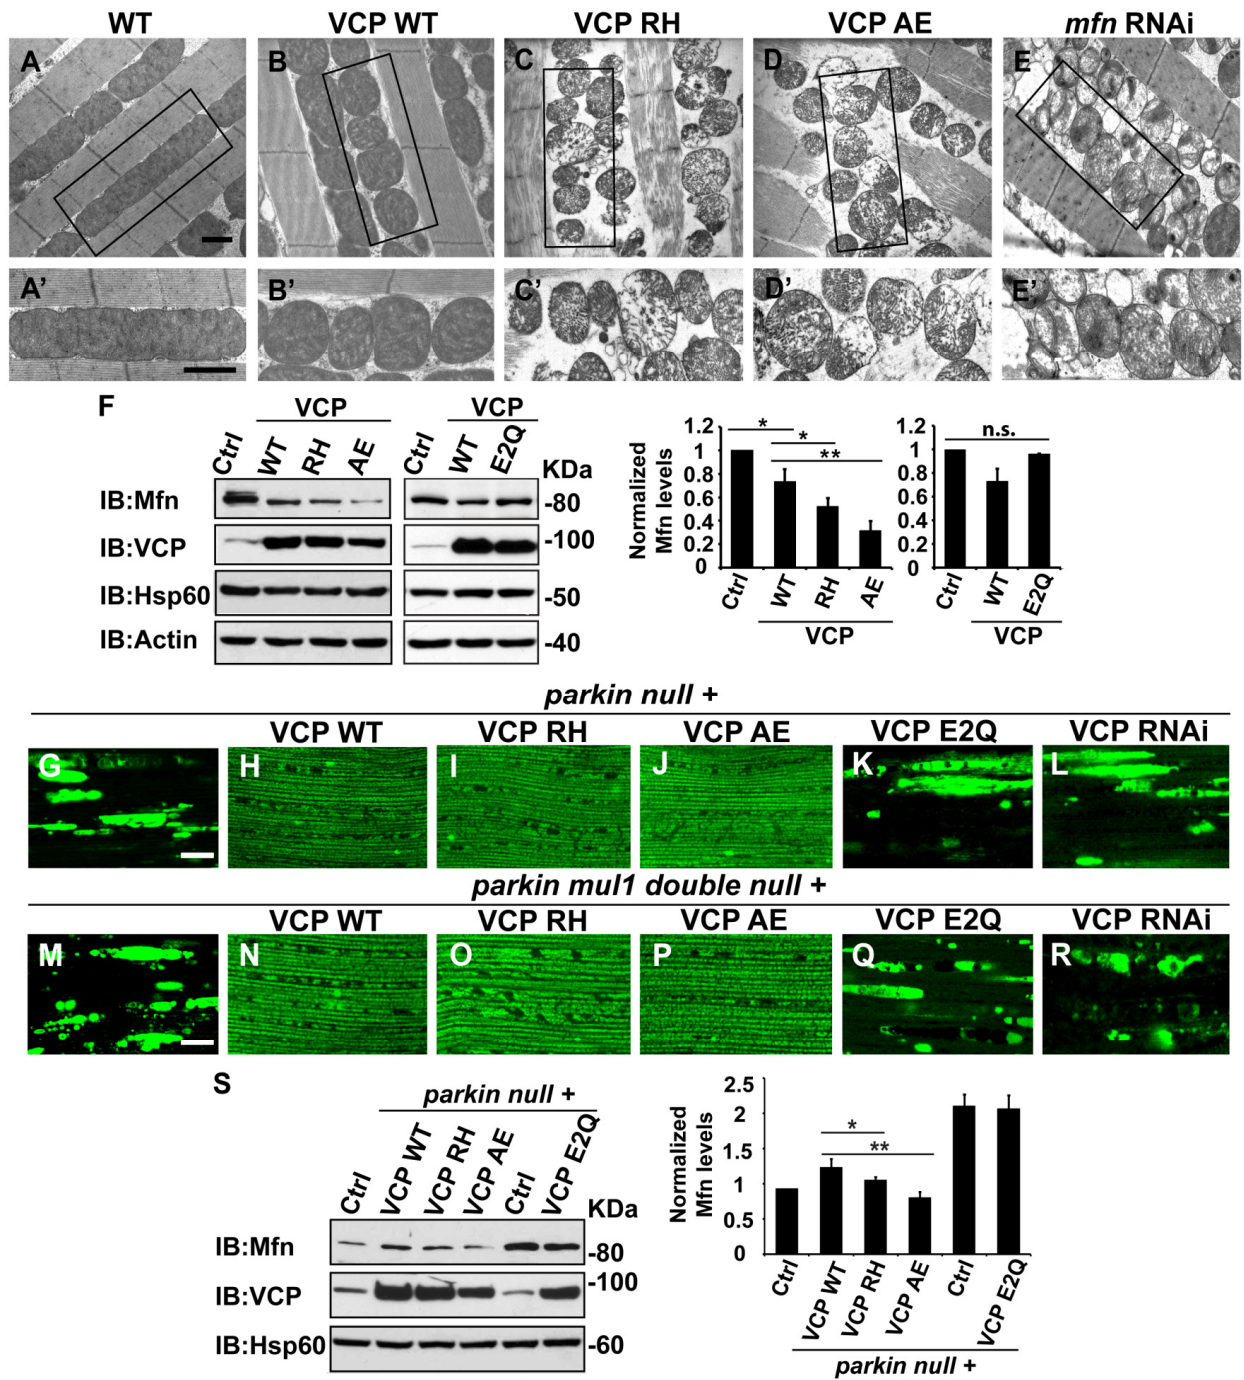 WT VCP WT VCP RH VCP AE mfn RNAi
A B C D E
A' B' C' D' E'
F
VCP VCP
Ctrl WT RH AE Ctrl WT E2Q KDa
IB:Mfn -80
IB:VCP -100
IB:Hsp60 -50
IB:Actin -40
Normalized
Mfn levels
1.2
1
0.8
0.6
0.4
0.2
0
* * **
Ctrl WT RH AE
VCP
1.2
1
0.8
0.6
0.4
0.2
0
n.s.
Ctrl WT E2Q
VCP
parkin null +
VCP WT VCP RH VCP AE VCP E2Q VCP RNAi
G H I J K L
parkin mul1 double null +
VCP WT VCP RH VCP AE VCP E2Q VCP RNAi
M N O P Q R
S
parkin null +
Ctrl VCP WT VCP RH VCP AE Ctrl VCP E2Q KDa
IB:Mfn -80
IB:VCP -100
IB:Hsp60 -60
Normalized
Mfn levels
2.5
2
1.5
1
0.5
0
*
**
Ctrl VCP WT VCP RH VCP AE Ctrl VCP E2Q
parkin null +